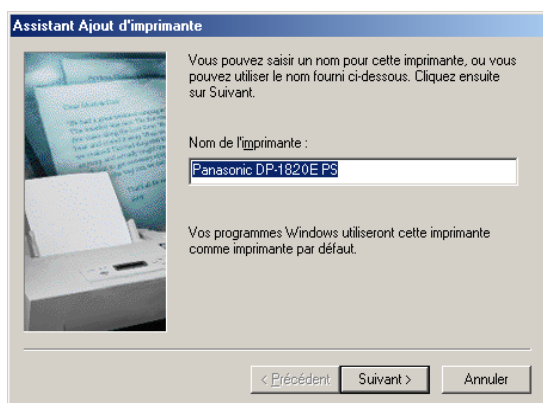 Assistant Ajout d'imprimante
Vous pouvez saisir un nom pour cette imprimante, ou vous
pouvez utiliser le nom fourni ci-dessous. Cliquez ensuite
sur Suivant.
Nom de l'imprimante :
Panasonic DP-1820E PS
Vos programmes Windows utiliseront cette imprimante
comme imprimante par défaut.
< Précédent Suivant > Annuler